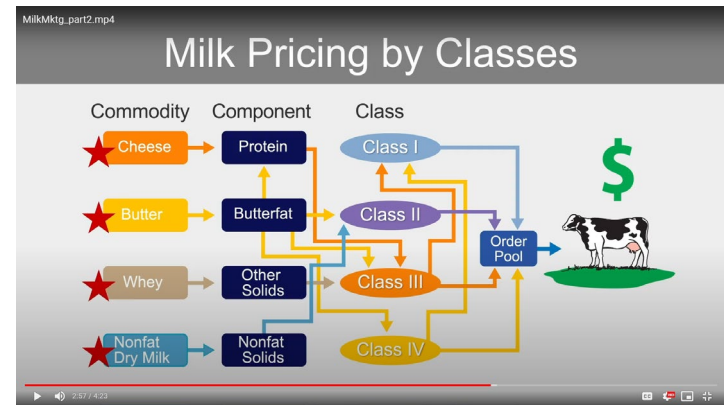 MilkMktg_part2.mp4
Milk Pricing by Classes
Commodity Component Class
Cheese Protein Class I
Butter Butterfat Class II
Order
Pool
Whey Other
Solids Class III
Nonfat
Dry Milk Nonfat
Solids Class IV
$
2:57 / 4:23
CC